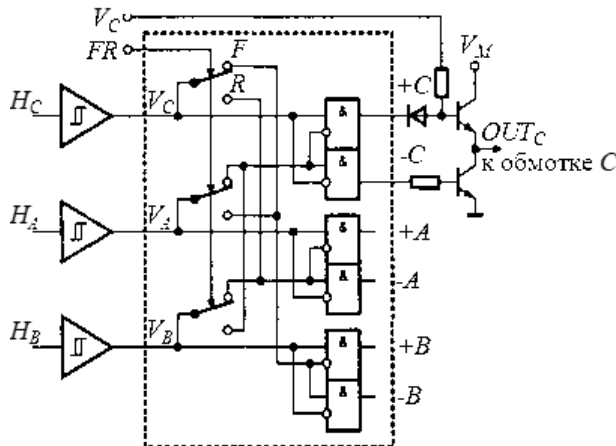 V_C
FR
F
R
V_M
H_C
V_C
&
+C
OUT_C
к обмотке C
&
-C
H_A
V_A
&
+A
&
-A
H_B
V_B
&
+B
&
-B